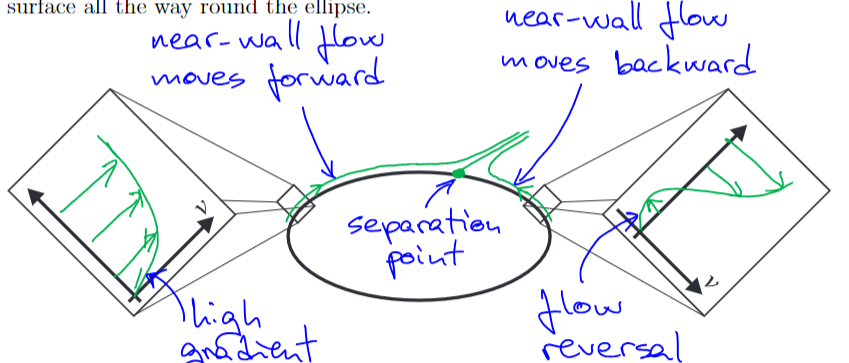 surface all the way round the ellipse.
near-wall flow
moves forward
near-wall flow
moves backward
separation
point
high
gradient
flow
reversal
v
v